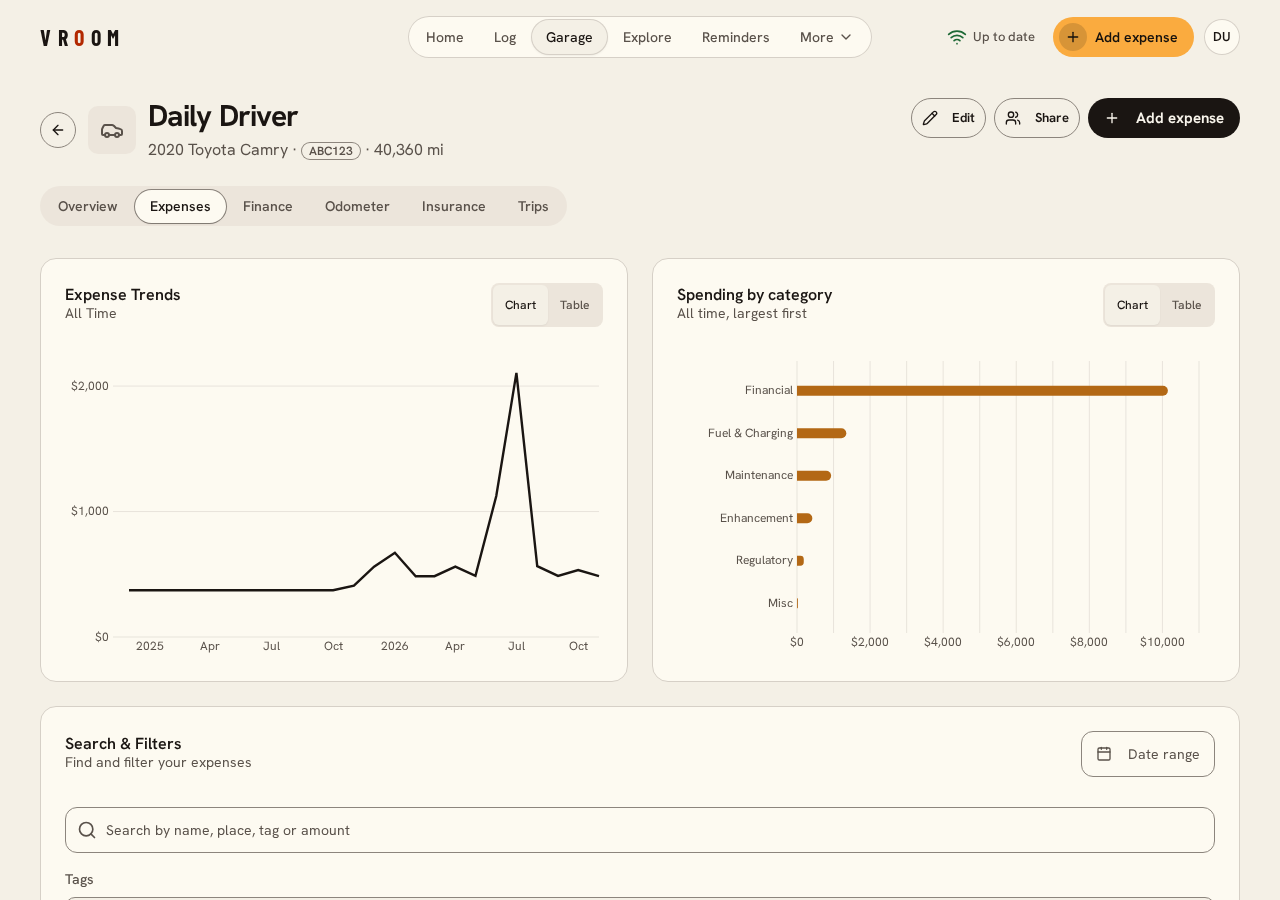 VROOM
Home Log Garage Explore Reminders More
Up to date
Add expense
DU
Daily Driver
2020 Toyota Camry · ABC123 · 40,360 mi
Edit
Share
Add expense
Overview Expenses Finance Odometer Insurance Trips
Expense Trends
All Time
Chart Table
$2,000
$1,000
$0
2025 Apr Jul Oct 2026 Apr Jul Oct
Spending by category
All time, largest first
Chart Table
Financial
Fuel & Charging
Maintenance
Enhancement
Regulatory
Misc
$0 $2,000 $4,000 $6,000 $8,000 $10,000
Search & Filters
Find and filter your expenses
Date range
Search by name, place, tag or amount
Tags